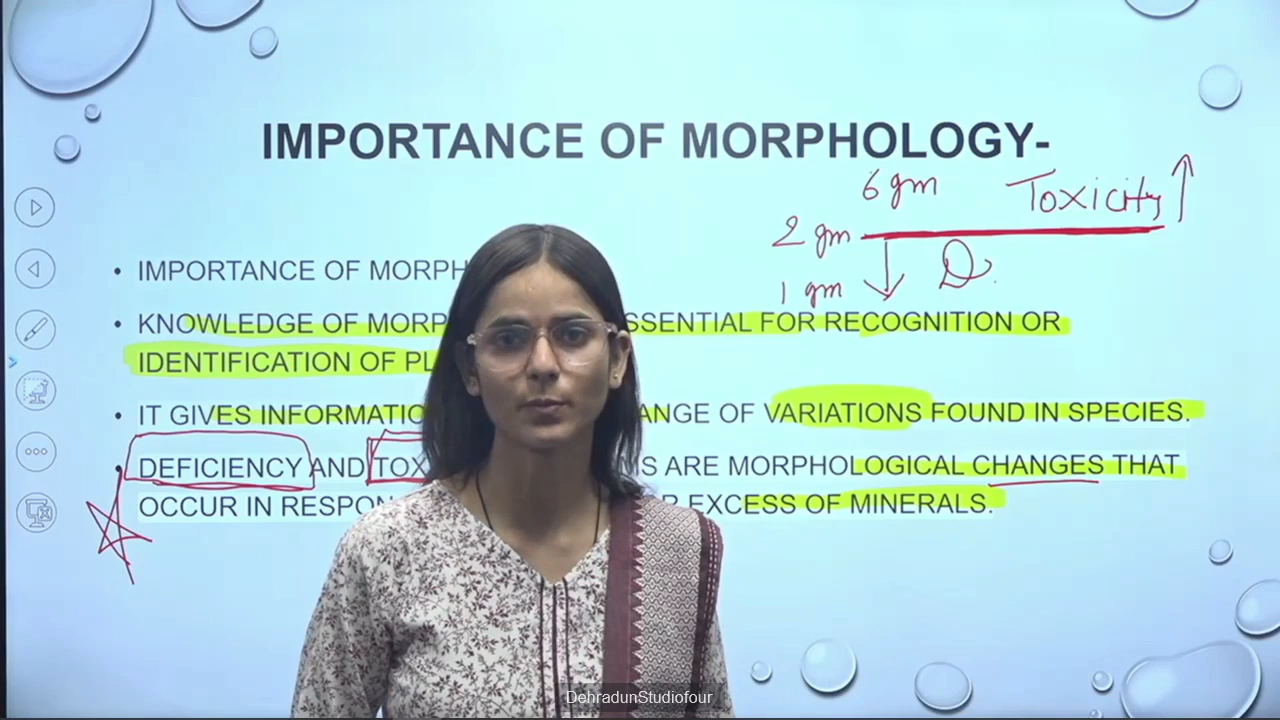 IMPORTANCE OF MORPHOLOGY-
6 gm Toxicity
2 gm
D
1 gm
• IMPORTANCE OF MORPH
• KNOWLEDGE OF MORP SSENTIAL FOR RECOGNITION OR
IDENTIFICATION OF PL
• IT GIVES INFORMATIO ANGE OF VARIATIONS FOUND IN SPECIES.
• DEFICIENCY AND TOX S ARE MORPHOLOGICAL CHANGES THAT
OCCUR IN RESPON EXCESS OF MINERALS.
DehradunStudiofour